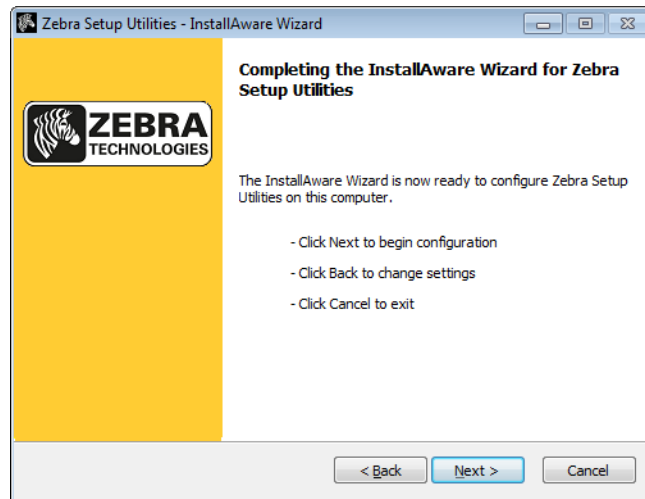 Zebra Setup Utilities - InstallAware Wizard
Completing the InstallAware Wizard for Zebra
Setup Utilities
ZEBRA
TECHNOLOGIES
The InstallAware Wizard is now ready to configure Zebra Setup
Utilities on this computer.
- Click Next to begin configuration
- Click Back to change settings
- Click Cancel to exit
< Back
Next >
Cancel